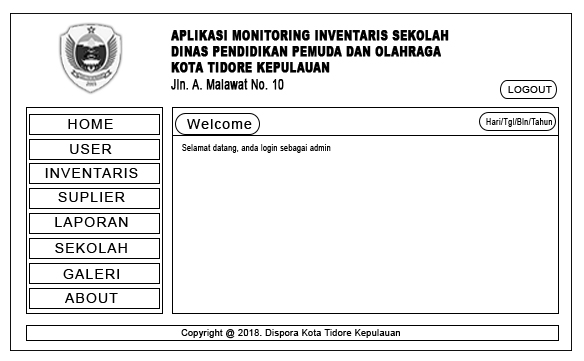 APLIKASI MONITORING INVENTARIS SEKOLAH
DINAS PENDIDIKAN PEMUDA DAN OLAHRAGA
KOTA TIDORE KEPULAUAN
Jln. A. Malawat No. 10
LOGOUT
HOME
USER
INVENTARIS
SUPLIER
LAPORAN
SEKOLAH
GALERI
ABOUT
Welcome
Hari/Tgl/Bln/Tahun
Selamat datang, anda login sebagai admin
Copyright @ 2018. Dispora Kota Tidore Kepulauan